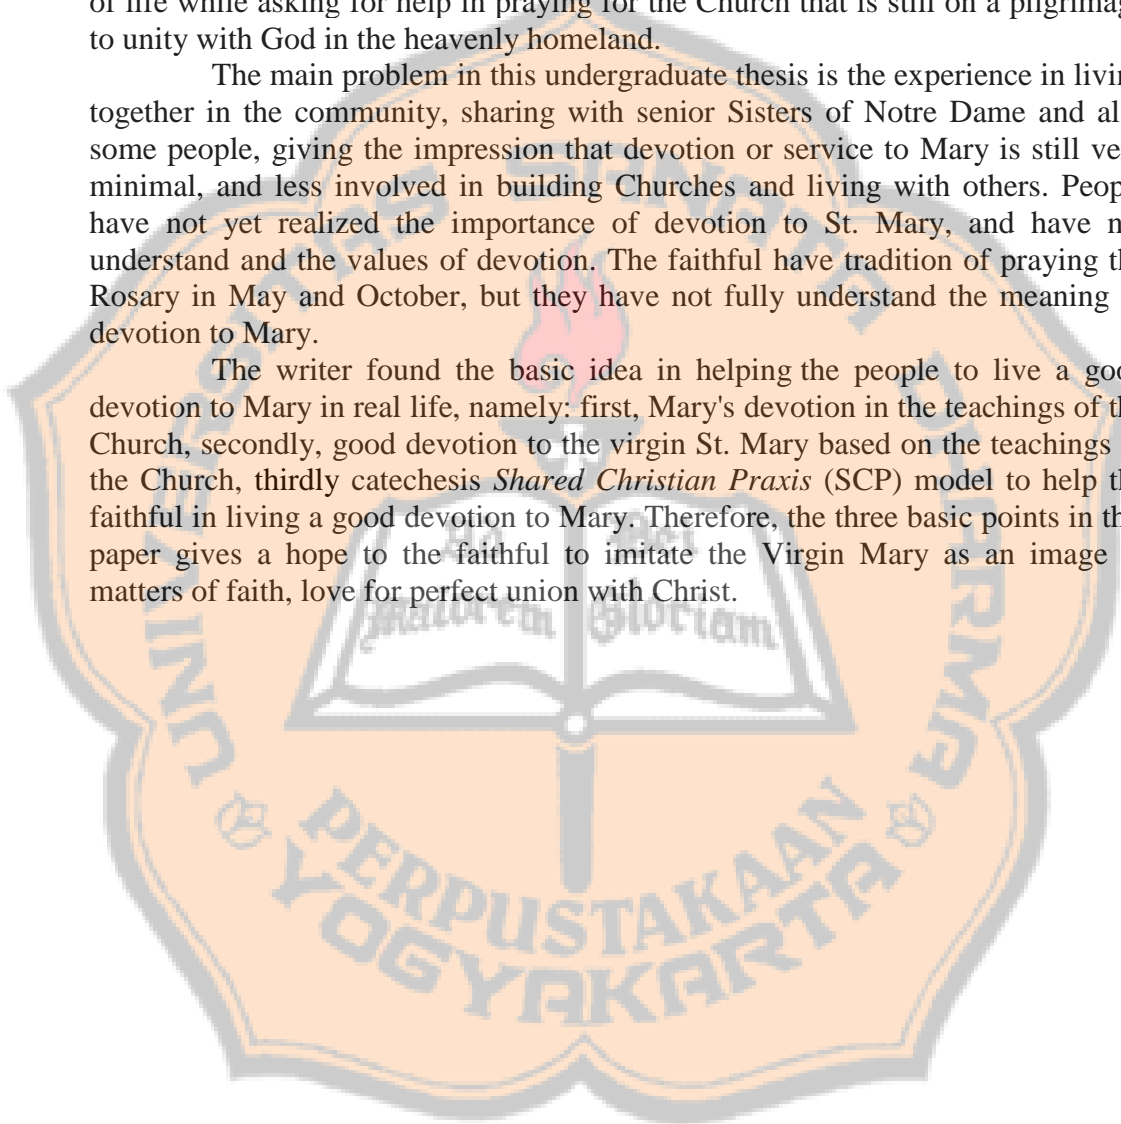 of life while asking for help in praying for the Church that is still on a pilgrimag
to unity with God in the heavenly homeland.
The main problem in this undergraduate thesis is the experience in livin
together in the community, sharing with senior Sisters of Notre Dame and al
some people, giving the impression that devotion or service to Mary is still ve
minimal, and less involved in building Churches and living with others. Peop
have not yet realized the importance of devotion to St. Mary, and have n
understand and the values of devotion. The faithful have tradition of praying th
Rosary in May and October, but they have not fully understand the meaning
devotion to Mary.
The writer found the basic idea in helping the people to live a goo
devotion to Mary in real life, namely: first, Mary's devotion in the teachings of th
Church, secondly, good devotion to the virgin St. Mary based on the teachings
the Church, thirdly catechesis Shared Christian Praxis (SCP) model to help th
faithful in living a good devotion to Mary. Therefore, the three basic points in th
paper gives a hope to the faithful to imitate the Virgin Mary as an image
matters of faith, love for perfect union with Christ.
UNIVERSITAS SANATA DHARMA
Ad Dei
Maiorem Gloriam
PERPUSTAKAAN
YOGYAKARTA